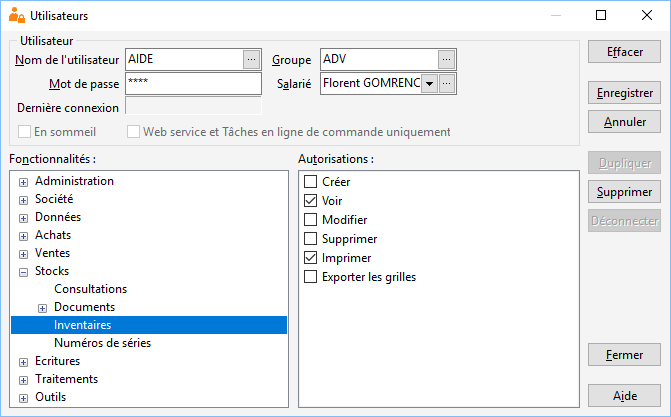 Utilisateurs
Utilisateur
Nom de l'utilisateur AIDE ... Groupe ADV ...
Mot de passe **** Salarié Florent GOMRENC ...
Dernière connexion
En sommeil Web service et Tâches en ligne de commande uniquement
Effacer
Enregistrer
Annuler
Dupliquer
Supprimer
Déconnecter
Fermer
Aide
Fonctionnalités :
Administration
Société
Données
Achats
Ventes
Stocks
Consultations
Documents
Inventaires
Numéros de séries
Ecritures
Traitements
Outils
Autorisations :
Créer
Voir
Modifier
Supprimer
Imprimer
Exporter les grilles